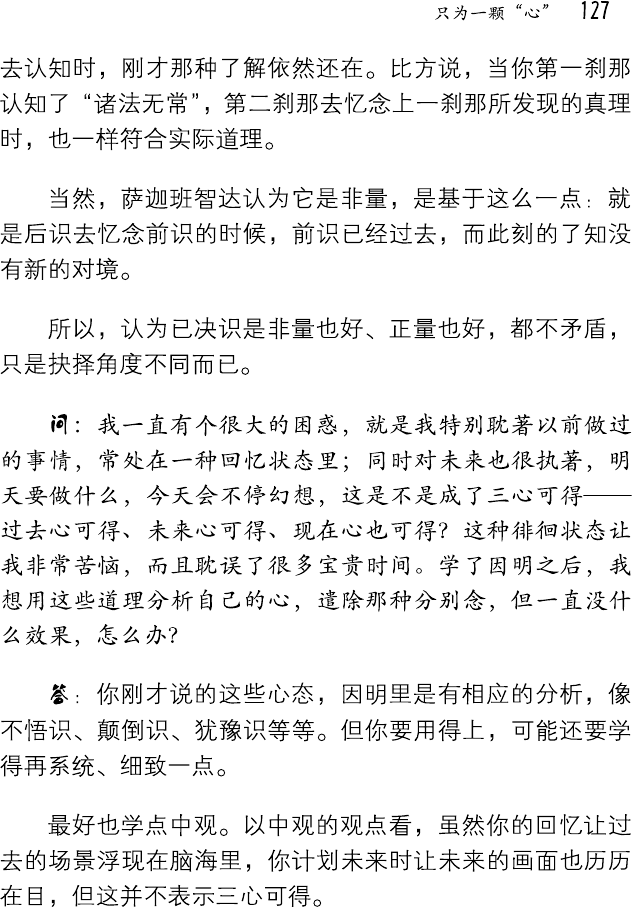 只为一颗“心” 127
去认知时，刚才那种了解依然还在。比方说，当你第一刹那
认知了“诸法无常”，第二刹那去忆念上一刹那所发现的真理
时，也一样符合实际道理。
当然，萨迦班智达认为它是非量，是基于这么一点：就
是后识去忆念前识的时候，前识已经过去，而此刻的了知没
有新的对境。
所以，认为已决识是非量也好、正量也好，都不矛盾，
只是抉择角度不同而已。
问：我一直有个很大的困惑，就是我特别耽著以前做过
的事情，常处在一种回忆状态里；同时对未来也很执著，明
天要做什么，今天会不停幻想，这是不是成了三心可得——
过去心可得、未来心可得、现在心也可得？这种徘徊状态让
我非常苦恼，而且耽误了很多宝贵时间。学了因明之后，我
想用这些道理分析自己的心，遣除那种分别念，但一直没什
么效果，怎么办？
答：你刚才说的这些心态，因明里是有相应的分析，像
不悟识、颠倒识、犹豫识等等。但你要用得上，可能还要学
得再系统、细致一点。
最好也学点中观。以中观的观点看，虽然你的回忆让过
去的场景浮现在脑海里，你计划未来时让未来的画面也历历
在目，但这并不表示三心可得。